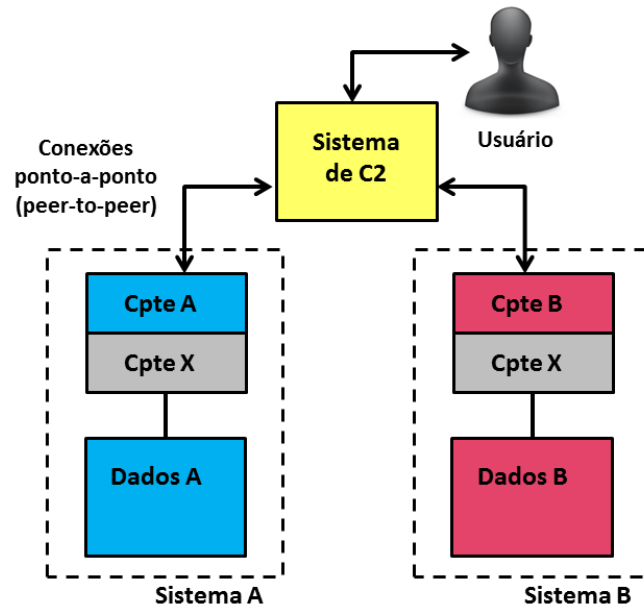 Usuário
Sistema
de C2
Conexões
ponto-a-ponto
(peer-to-peer)
Cpte A
Cpte X
Dados A
Sistema A
Cpte B
Cpte X
Dados B
Sistema B